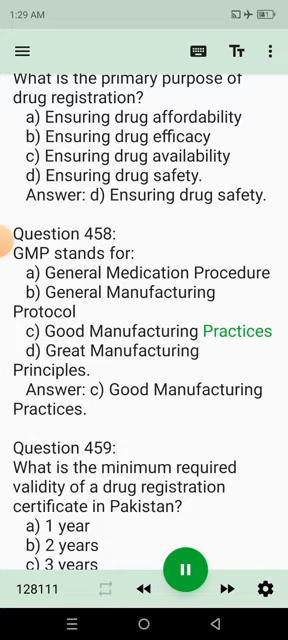 1:29 AM
What is the primary purpose of
drug registration?
a) Ensuring drug affordability
b) Ensuring drug efficacy
c) Ensuring drug availability
d) Ensuring drug safety.
Answer: d) Ensuring drug safety.
Question 458:
GMP stands for:
a) General Medication Procedure
b) General Manufacturing
Protocol
c) Good Manufacturing Practices
d) Great Manufacturing
Principles.
Answer: c) Good Manufacturing
Practices.
Question 459:
What is the minimum required
validity of a drug registration
certificate in Pakistan?
a) 1 year
b) 2 years
c) 3 years
128111